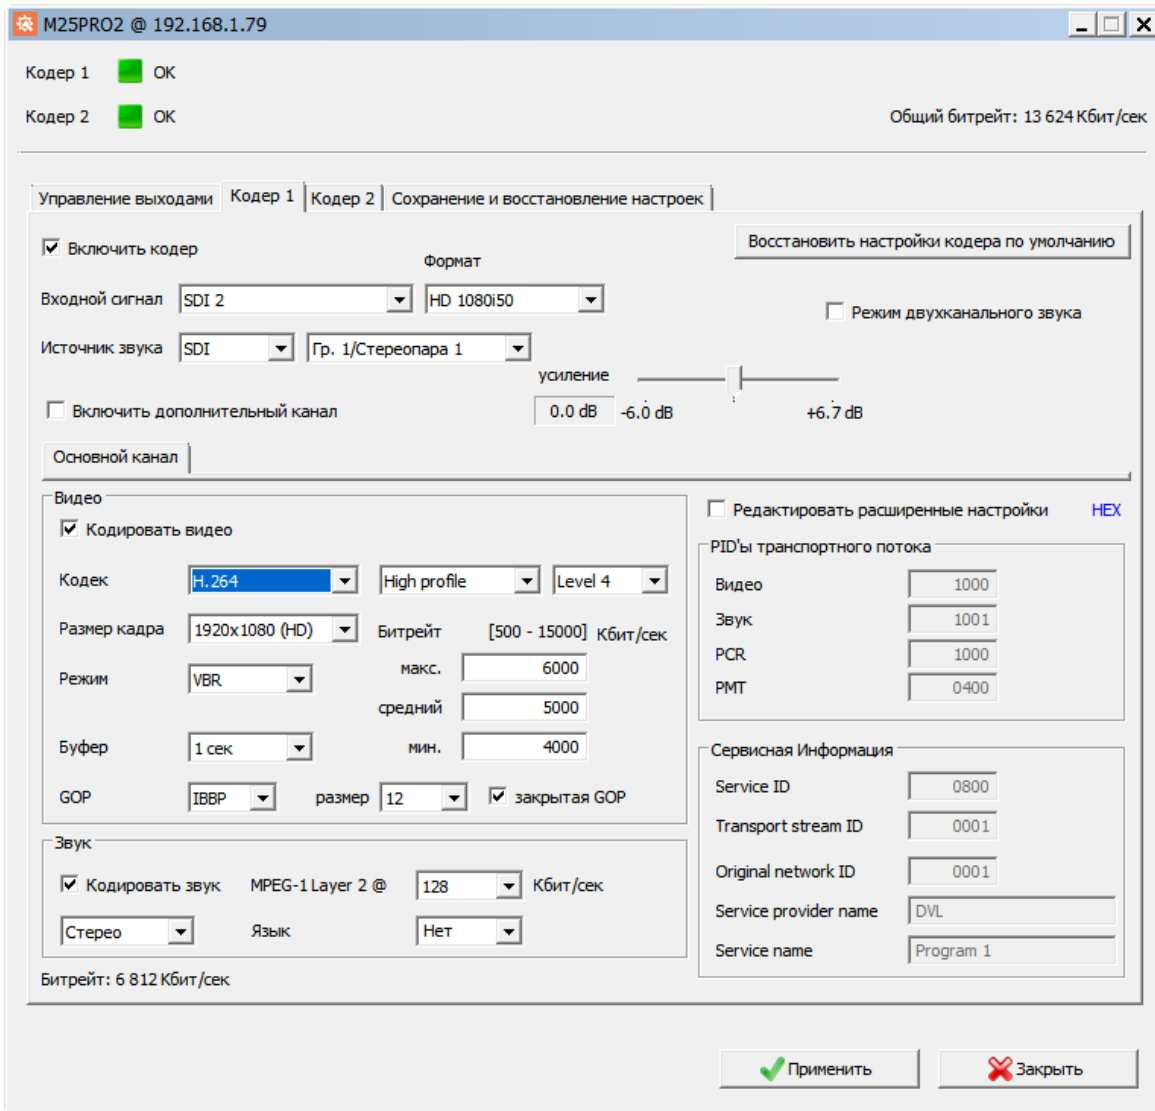 M25PRO2 @ 192.168.1.79
Кодер 1 OK
Кодер 2 OK
Общий битрейт: 13 624 Кбит/сек
Управление выходами Кодер 1 Кодер 2 Сохранение и восстановление настроек
Включить кодер
Восстановить настройки кодера по умолчанию
Формат
Входной сигнал SDI 2 HD 1080i50
Режим двухканального звука
Источник звука SDI Гр. 1/Стереопара 1
усиление
Включить дополнительный канал
0.0 dB -6.0 dB +6.7 dB
Основной канал
Видео
Кодировать видео
Кодек H.264 High profile Level 4
Размер кадра 1920x1080 (HD) Битрейт [500 - 15000] Кбит/сек
макс. 6000
Режим VBR
средний 5000
Буфер 1 сек мин. 4000
GOP IBBP размер 12 закрытая GOP
Звук
Кодировать звук MPEG-1 Layer 2 @ 128 Кбит/сек
Стерео Язык Нет
Битрейт: 6 812 Кбит/сек
Редактировать расширенные настройки HEX
PID'ы транспортного потока
Видео 1000
Звук 1001
PCR 1000
PMT 0400
Сервисная Информация
Service ID 0800
Transport stream ID 0001
Original network ID 0001
Service provider name DVL
Service name Program 1
Применить Закрыть